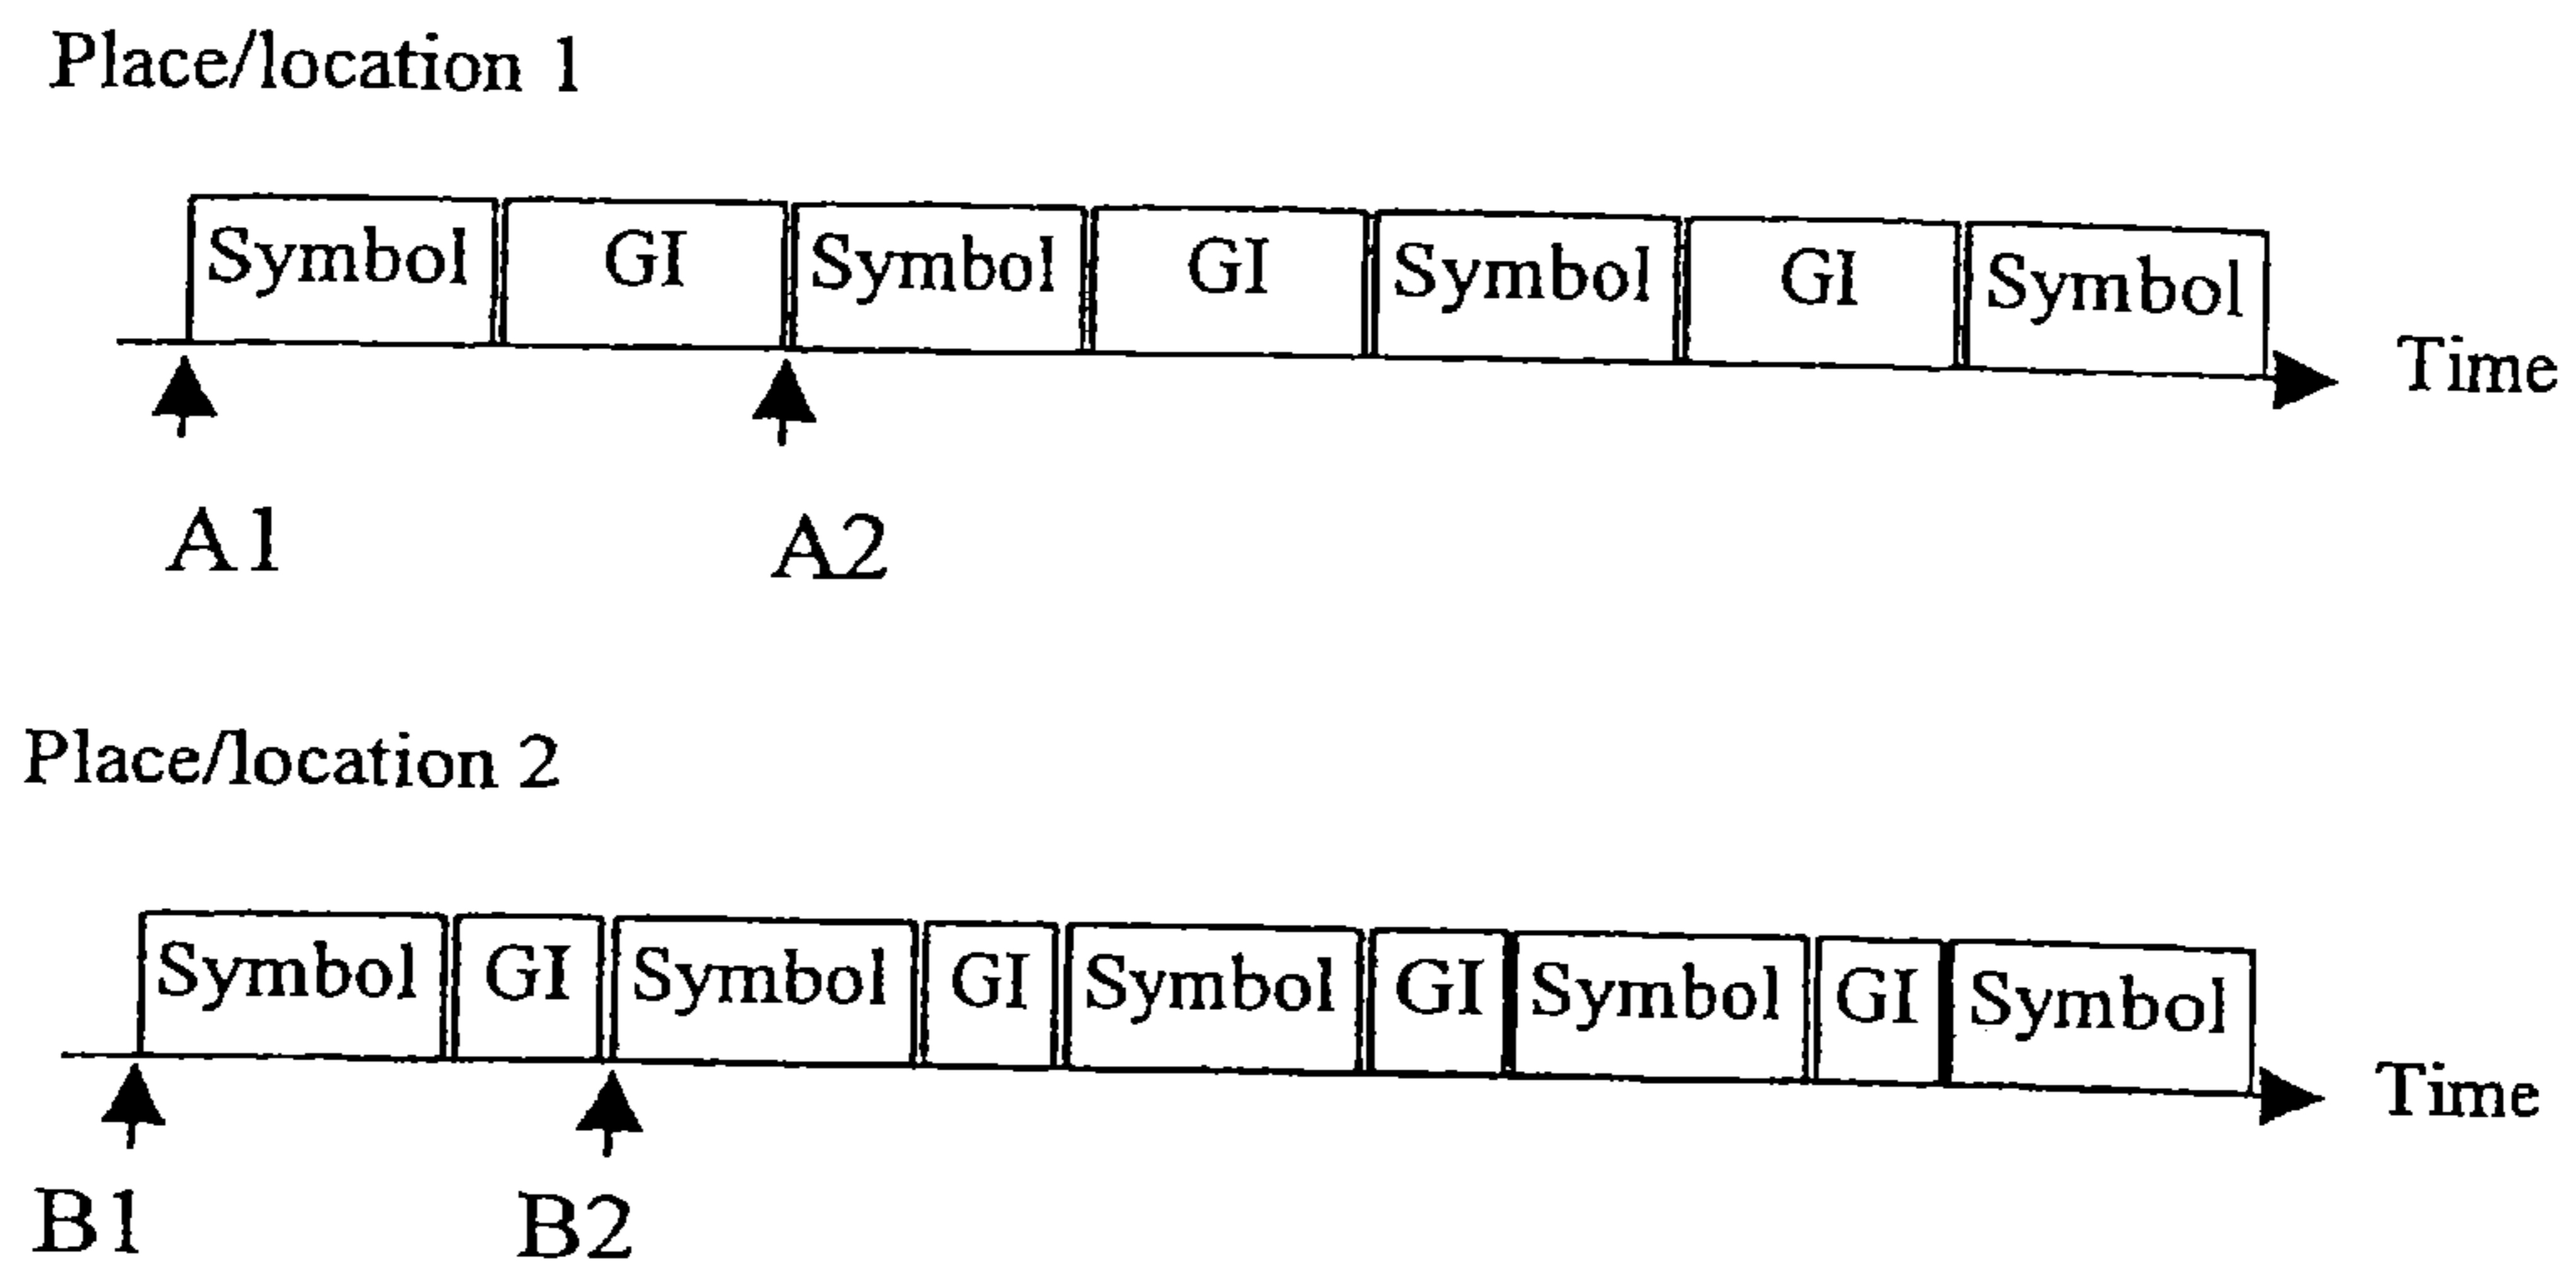 Place/location 1
Symbol GI Symbol GI Symbol GI Symbol
Time
A1 A2
Place/location 2
Symbol GI Symbol GI Symbol GI Symbol GI Symbol
Time
B1 B2